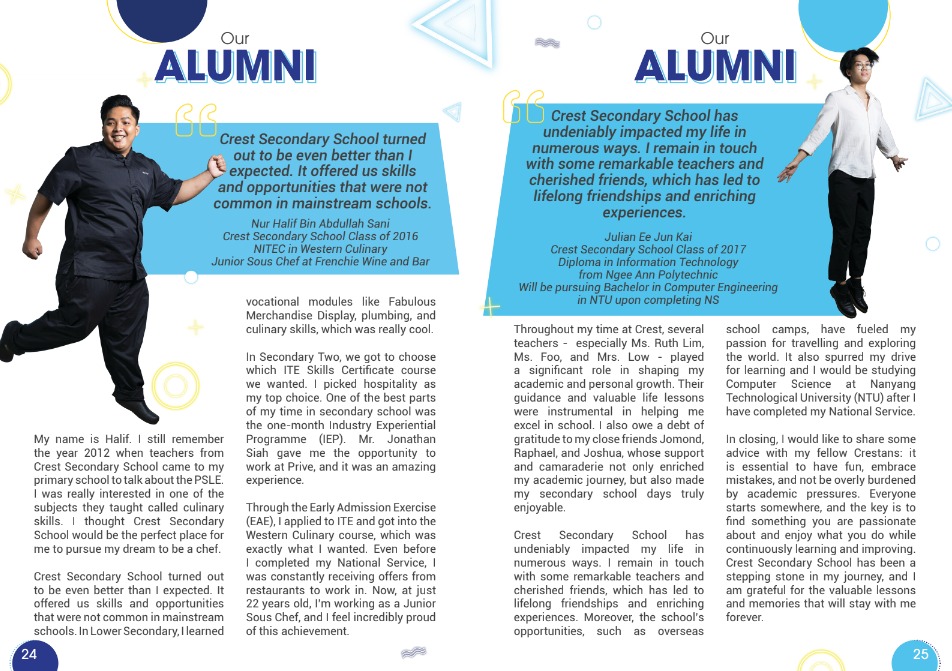 Our
ALUMNI
Crest Secondary School turned
out to be even better than I
expected. It offered us skills
and opportunities that were not
common in mainstream schools.
Nur Halif Bin Abdullah Sani
Crest Secondary School Class of 2016
NITEC in Western Culinary
Junior Sous Chef at Frenchie Wine and Bar
My name is Halif. I still remember
the year 2012 when teachers from
Crest Secondary School came to my
primary school to talk about the PSLE.
I was really interested in one of the
subjects they taught called culinary
skills. I thought Crest Secondary
School would be the perfect place for
me to pursue my dream to be a chef.
Crest Secondary School turned out
to be even better than I expected. It
offered us skills and opportunities
that were not common in mainstream
schools. In Lower Secondary, I learned
vocational modules like Fabulous
Merchandise Display, plumbing, and
culinary skills, which was really cool.
In Secondary Two, we got to choose
which ITE Skills Certificate course
we wanted. I picked hospitality as
my top choice. One of the best parts
of my time in secondary school was
the one-month Industry Experiential
Programme (IEP). Mr. Jonathan
Siah gave me the opportunity to
work at Prive, and it was an amazing
experience.
Through the Early Admission Exercise
(EAE), I applied to ITE and got into the
Western Culinary course, which was
exactly what I wanted. Even before
I completed my National Service, I
was constantly receiving offers from
restaurants to work in. Now, at just
22 years old, I'm working as a Junior
Sous Chef, and I feel incredibly proud
of this achievement.
24
Our
ALUMNI
Crest Secondary School has
undeniably impacted my life in
numerous ways. I remain in touch
with some remarkable teachers and
cherished friends, which has led to
lifelong friendships and enriching
experiences.
Julian Ee Jun Kai
Crest Secondary School Class of 2017
Diploma in Information Technology
from Ngee Ann Polytechnic
Will be pursuing Bachelor in Computer Engineering
in NTU upon completing NS
Throughout my time at Crest, several
teachers - especially Ms. Ruth Lim,
Ms. Foo, and Mrs. Low - played
a significant role in shaping my
academic and personal growth. Their
guidance and valuable life lessons
were instrumental in helping me
excel in school. I also owe a debt of
gratitude to my close friends Jomond,
Raphael, and Joshua, whose support
and camaraderie not only enriched
my academic journey, but also made
my secondary school days truly
enjoyable.
Crest Secondary School has
undeniably impacted my life in
numerous ways. I remain in touch
with some remarkable teachers and
cherished friends, which has led to
lifelong friendships and enriching
experiences. Moreover, the school's
opportunities, such as overseas
school camps, have fueled my
passion for travelling and exploring
the world. It also spurred my drive
for learning and I would be studying
Computer Science at Nanyang
Technological University (NTU) after I
have completed my National Service.
In closing, I would like to share some
advice with my fellow Crestans: it
is essential to have fun, embrace
mistakes, and not be overly burdened
by academic pressures. Everyone
starts somewhere, and the key is to
find something you are passionate
about and enjoy what you do while
continuously learning and improving.
Crest Secondary School has been a
stepping stone in my journey, and I
am grateful for the valuable lessons
and memories that will stay with me
forever.
25